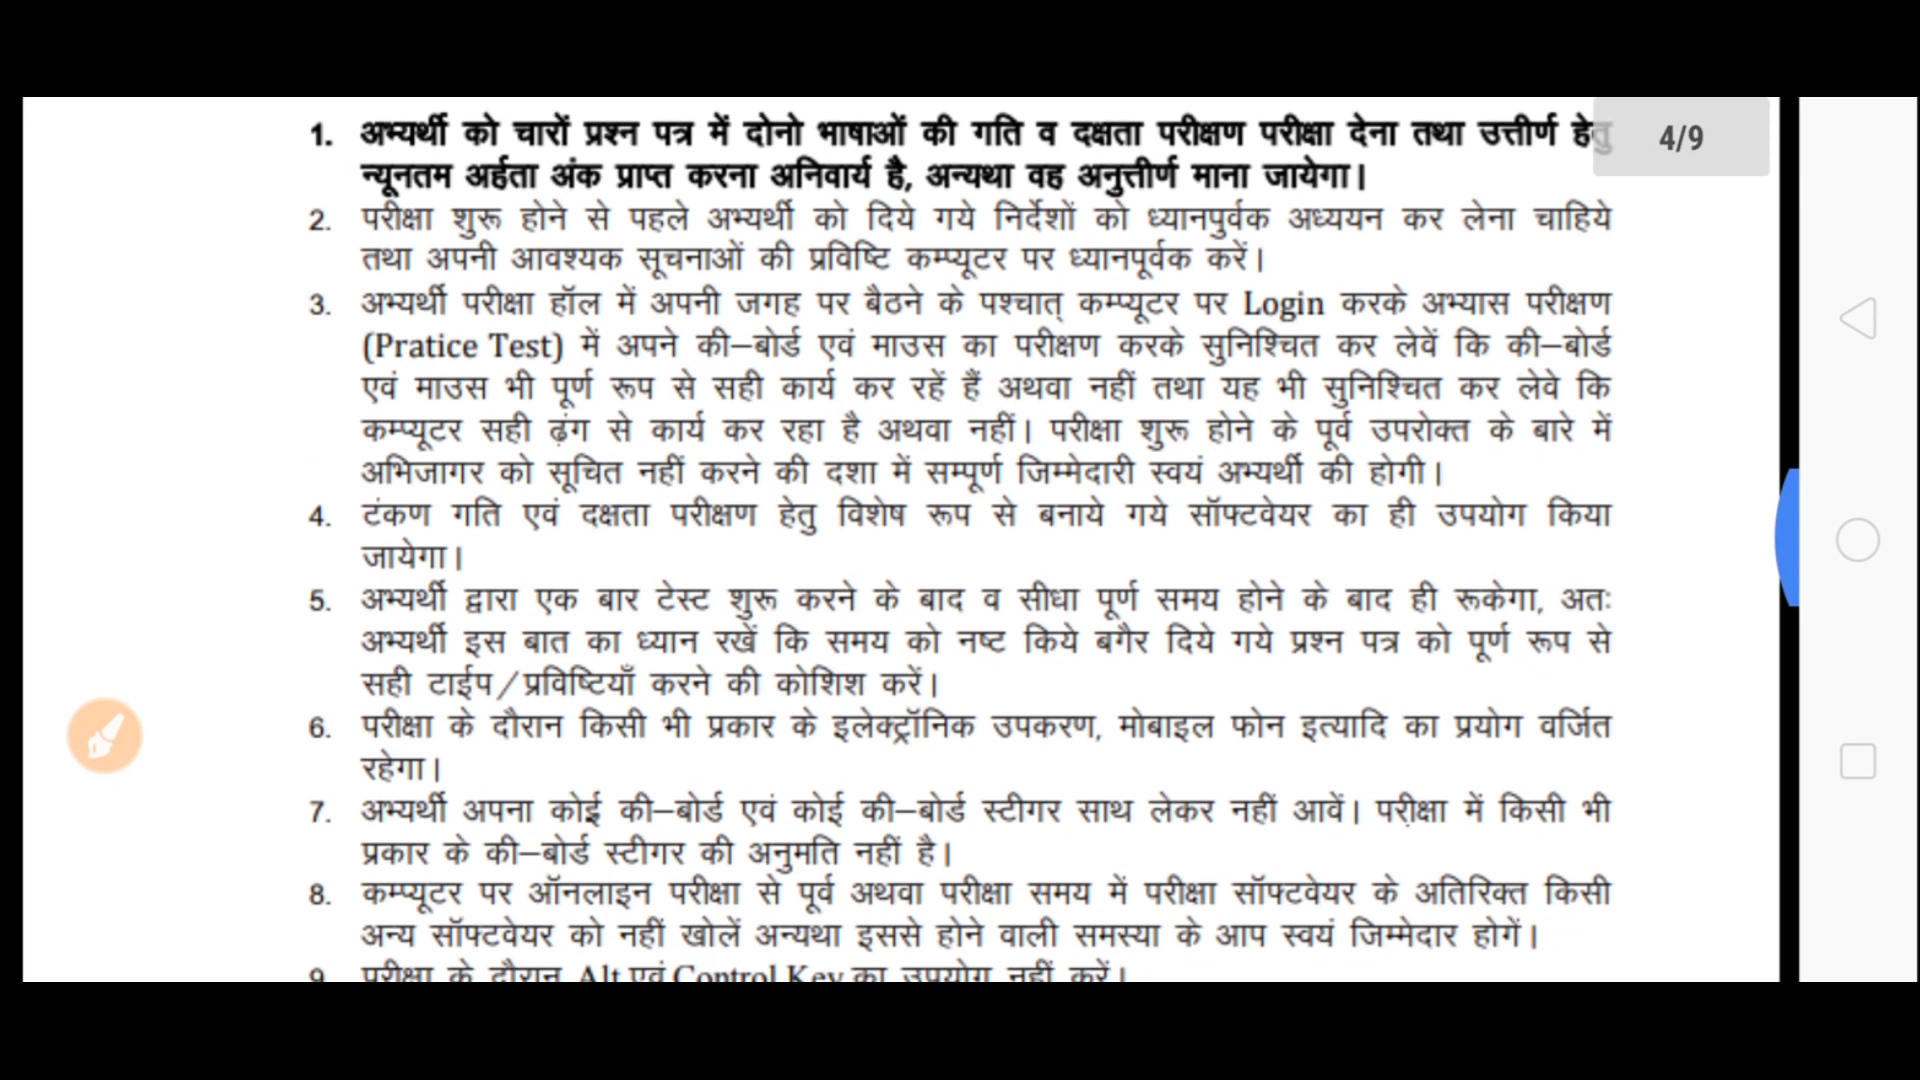 4/9
1. अभ्यर्थी को चारों प्रश्न पत्र में दोनो भाषाओं की गति व दक्षता परीक्षण परीक्षा देना तथा उत्तीर्ण हेतु
न्यूनतम अर्हता अंक प्राप्त करना अनिवार्य है, अन्यथा वह अनुत्तीर्ण माना जायेगा।
2. परीक्षा शुरू होने से पहले अभ्यर्थी को दिये गये निर्देशों को ध्यानपुर्वक अध्ययन कर लेना चाहिये
तथा अपनी आवश्यक सूचनाओं की प्रविष्टि कम्प्यूटर पर ध्यानपूर्वक करें।
3. अभ्यर्थी परीक्षा हॉल में अपनी जगह पर बैठने के पश्चात् कम्प्यूटर पर Login करके अभ्यास परीक्षण
(Pratice Test) में अपने की–बोर्ड एवं माउस का परीक्षण करके सुनिश्चित कर लेवें कि की–बोर्ड
एवं माउस भी पूर्ण रूप से सही कार्य कर रहें हैं अथवा नहीं तथा यह भी सुनिश्चित कर लेवे कि
कम्प्यूटर सही ढ़ंग से कार्य कर रहा है अथवा नहीं। परीक्षा शुरू होने के पूर्व उपरोक्त के बारे में
अभिजागर को सूचित नहीं करने की दशा में सम्पूर्ण जिम्मेदारी स्वयं अभ्यर्थी की होगी।
4. टंकण गति एवं दक्षता परीक्षण हेतु विशेष रूप से बनाये गये सॉफ्टवेयर का ही उपयोग किया
जायेगा।
5. अभ्यर्थी द्वारा एक बार टेस्ट शुरू करने के बाद व सीधा पूर्ण समय होने के बाद ही रूकेगा, अतः
अभ्यर्थी इस बात का ध्यान रखें कि समय को नष्ट किये बगैर दिये गये प्रश्न पत्र को पूर्ण रूप से
सही टाईप/प्रविष्टियाँ करने की कोशिश करें।
6. परीक्षा के दौरान किसी भी प्रकार के इलेक्ट्रॉनिक उपकरण, मोबाइल फोन इत्यादि का प्रयोग वर्जित
रहेगा।
7. अभ्यर्थी अपना कोई की–बोर्ड एवं कोई की–बोर्ड स्टीगर साथ लेकर नहीं आवें। परीक्षा में किसी भी
प्रकार के की–बोर्ड स्टीगर की अनुमति नहीं है।
8. कम्प्यूटर पर ऑनलाइन परीक्षा से पूर्व अथवा परीक्षा समय में परीक्षा सॉफ्टवेयर के अतिरिक्त किसी
अन्य सॉफ्टवेयर को नहीं खोलें अन्यथा इससे होने वाली समस्या के आप स्वयं जिम्मेदार होगें।
9. परीक्षा के दौरान Alt एवं Control Key का उपयोग नहीं करें।